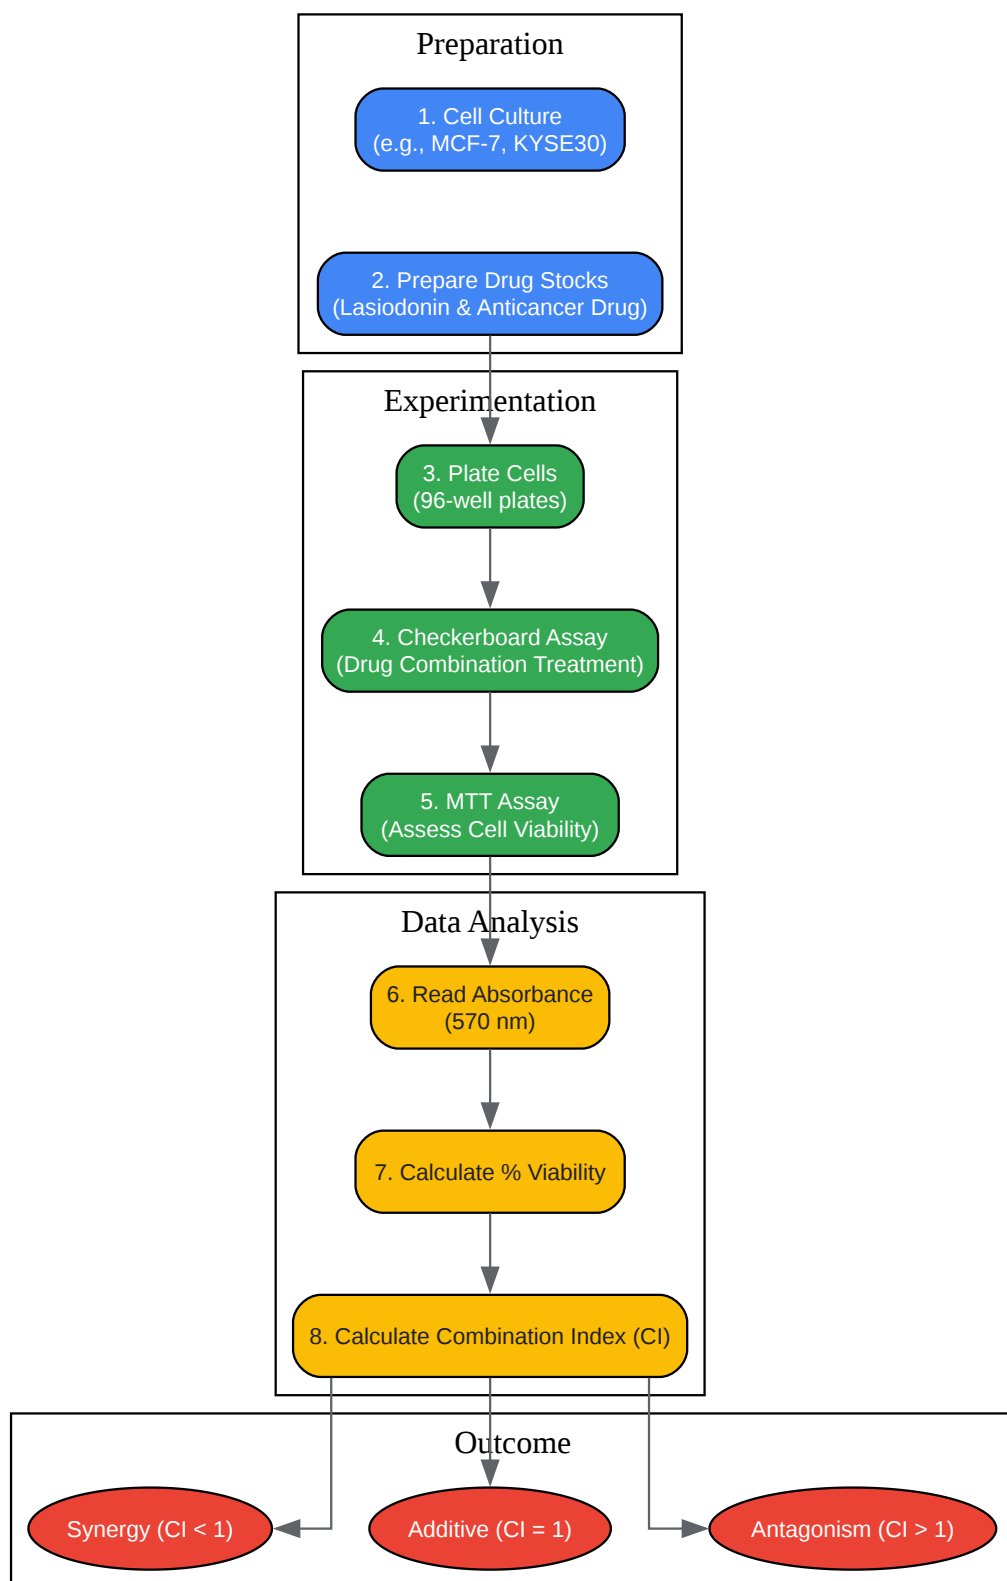 Preparation
1. Cell Culture
(e.g., MCF-7, KYSE30)
2. Prepare Drug Stocks
(Lasiodonin & Anticancer Drug)
Experimentation
3. Plate Cells
(96-well plates)
4. Checkerboard Assay
(Drug Combination Treatment)
5. MTT Assay
(Assess Cell Viability)
Data Analysis
6. Read Absorbance
(570 nm)
7. Calculate % Viability
8. Calculate Combination Index (CI)
Outcome
Synergy (CI < 1)
Additive (CI = 1)
Antagonism (CI > 1)